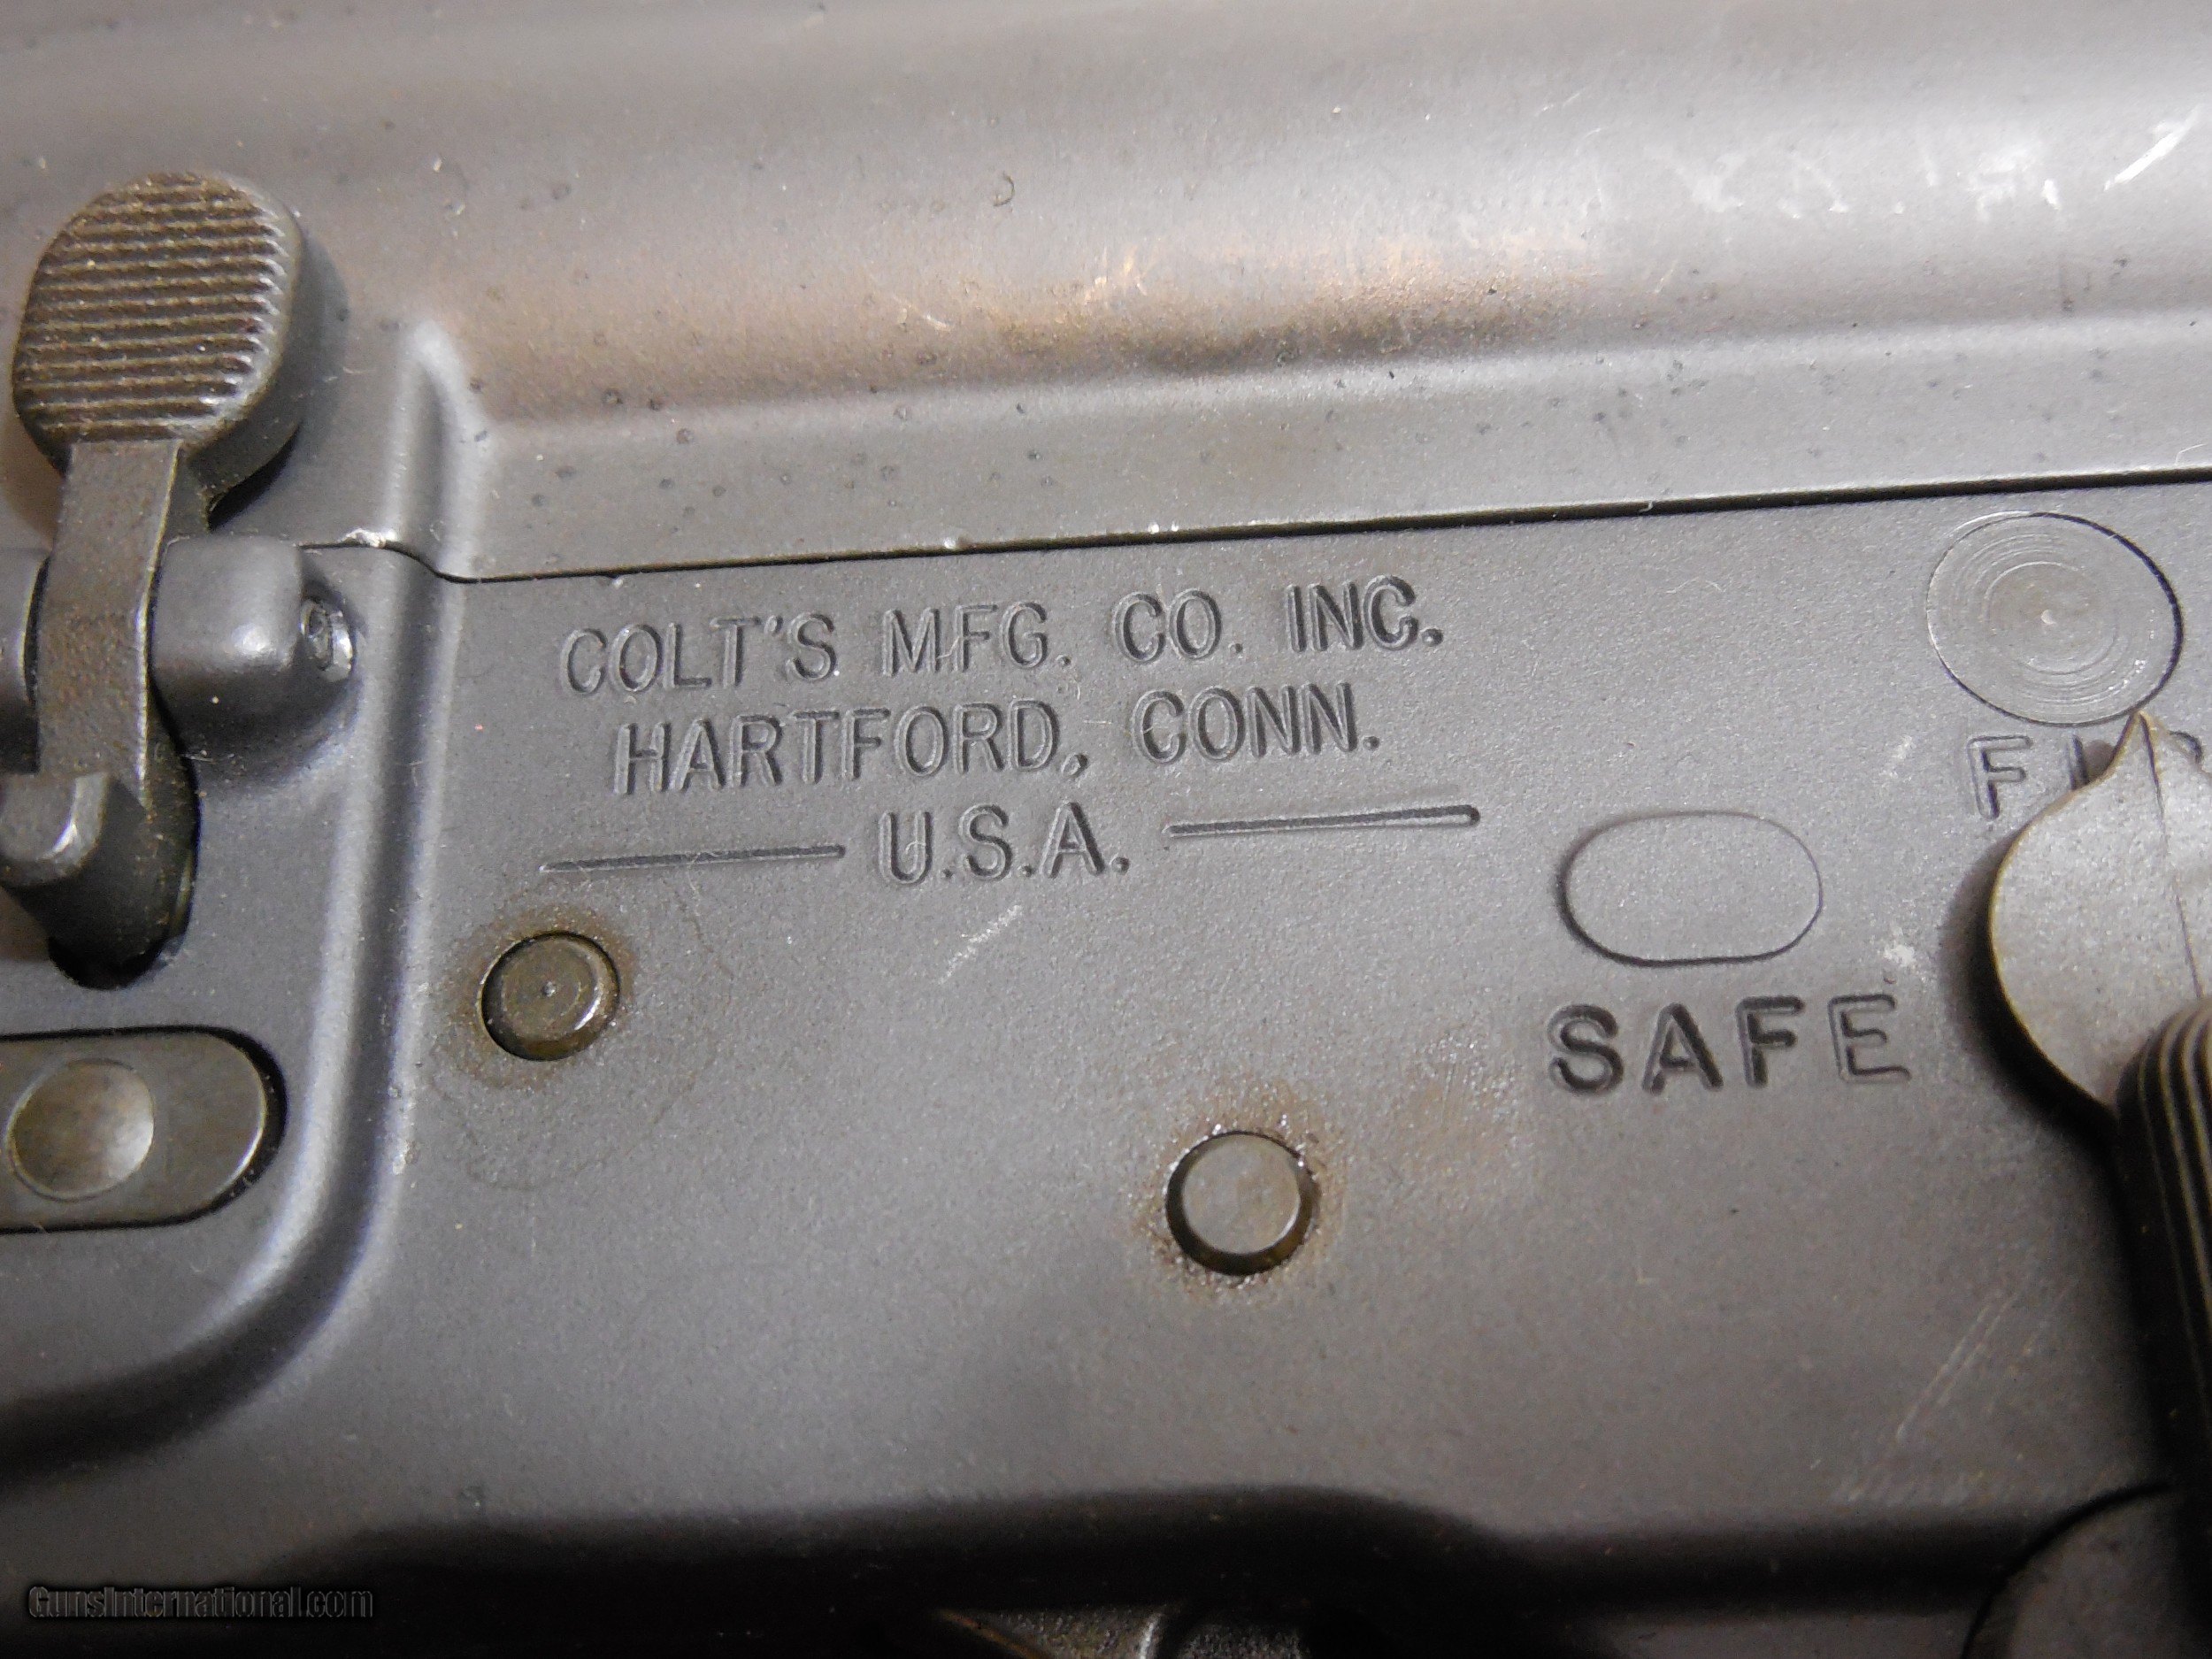 COLT'S MFG. CO. INC.
HARTFORD, CONN.
U.S.A.
SAFE
GunsInternational.com